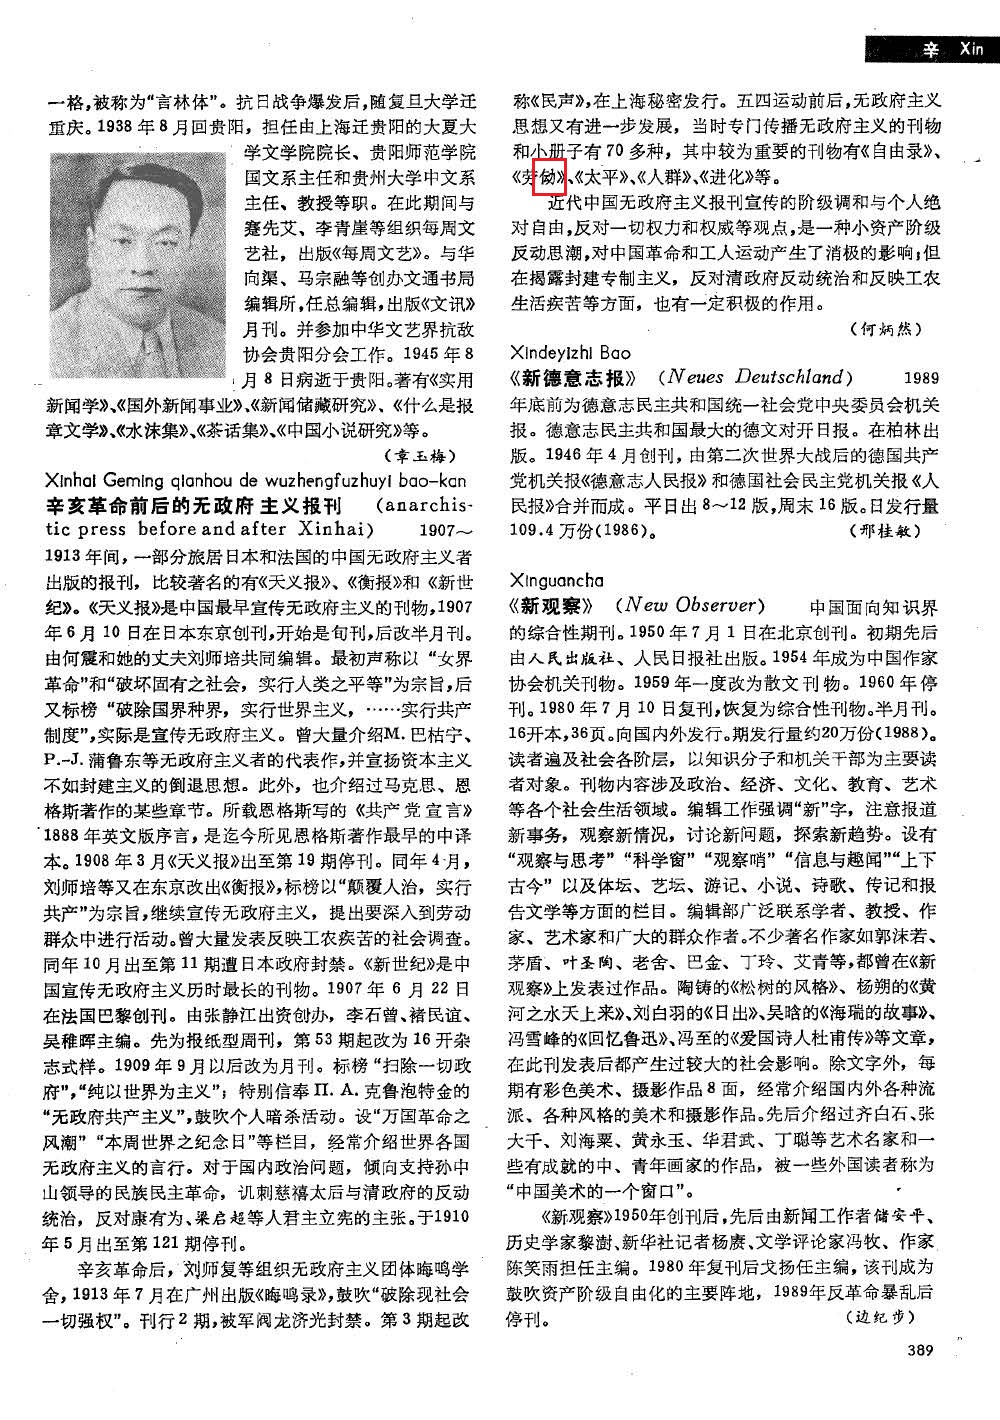 辛 Xin
一格,被称为“言林体”。抗日战争爆发后,随复旦大学迁
重庆。1938年8月回贵阳，担任由上海迁贵阳的大夏大
学文学院院长、贵阳师范学院
国文系主任和贵州大学中文系
主任、教授等职。在此期间与
蹇先艾、李青崖等组织每周文
艺社，出版《每周文艺》。与华
向渠、马宗融等创办文通书局
编辑所,任总编辑,出版《文讯》
月刊。并参加中华文艺界抗敌
协会贵阳分会工作。1945年8
月8日病逝于贵阳。著有《实用
新闻学》、《国外新闻事业》、《新闻储藏研究》、《什么是报
章文学》、《水沫集》、《茶话集》、《中国小说研究》等。
(章玉梅)
Xinhai Geming qianhou de wuzhengfuzhuyi bao-kan
辛亥革命前后的无政府主义报刊 (anarchis-
tic press before and after Xinhai) 1907～
1913年间，一部分旅居日本和法国的中国无政府主义者
出版的报刊，比较著名的有《天义报》、《衡报》和《新世
纪》。《天义报》是中国最早宣传无政府主义的刊物,1907
年6月10日在日本东京创刊,开始是旬刊,后改半月刊。
由何震和她的丈夫刘师培共同编辑。最初声称以“女界
革命”和“破坏固有之社会，实行人类之平等”为宗旨,后
又标榜“破除国界种界，实行世界主义，……实行共产
制度”,实际是宣传无政府主义。曾大量介绍M.巴枯宁、
P.-J.蒲鲁东等无政府主义者的代表作,并宣扬资本主义
不如封建主义的倒退思想。此外，也介绍过马克思、恩
格斯著作的某些章节。所载恩格斯写的《共产党宣言》
1888年英文版序言，是迄今所见恩格斯著作最早的中译
本。1908年3月《天义报》出至第19期停刊。同年4月，
刘师培等又在东京改出《衡报》,标榜以“颠覆人治，实行
共产”为宗旨,继续宣传无政府主义，提出要深入到劳动
群众中进行活动。曾大量发表反映工农疾苦的社会调查。
同年10月出至第11期遭日本政府封禁。《新世纪》是中
国宣传无政府主义历时最长的刊物。1907年6月22日
在法国巴黎创刊。由张静江出资创办，李石曾、褚民谊、
吴稚晖主编。先为报纸型周刊，第53期起改为16开杂
志式样。1909年9月以后改为月刊。标榜“扫除一切政
府”,“纯以世界为主义”；特别信奉П.А.克鲁泡特金的
“无政府共产主义”,鼓吹个人暗杀活动。设“万国革命之
风潮”“本周世界之纪念日”等栏目，经常介绍世界各国
无政府主义的言行。对于国内政治问题，倾向支持孙中
山领导的民族民主革命，讥刺慈禧太后与清政府的反动
统治，反对康有为、梁启超等人君主立宪的主张。于1910
年5月出至第121期停刊。
辛亥革命后，刘师复等组织无政府主义团体晦鸣学
舍，1913年7月在广州出版《晦鸣录》,鼓吹“破除现社会
一切强权”。刊行2期,被军阀龙济光封禁。第3期起改
称《民声》,在上海秘密发行。五四运动前后,无政府主义
思想又有进一步发展，当时专门传播无政府主义的刊物
和小册子有70多种，其中较为重要的刊物有《自由录》、
《劳》、《太平》、《人群》、《进化》等。
近代中国无政府主义报刊宣传的阶级调和与个人绝
对自由,反对一切权力和权威等观点,是一种小资产阶级
反动思潮,对中国革命和工人运动产生了消极的影响;但
在揭露封建专制主义，反对清政府反动统治和反映工农
生活疾苦等方面，也有一定积极的作用。
(何炳然)
Xindeyizhi Bao
《新德意志报》 (Neues Deutschland) 1989
年底前为德意志民主共和国统一社会党中央委员会机关
报。德意志民主共和国最大的德文对开日报。在柏林出
版。1946年4月创刊，由第二次世界大战后的德国共产
党机关报《德意志人民报》和德国社会民主党机关报《人
民报》合并而成。平日出8～12版,周末16版。日发行量
109.4万份(1986)。 (邢桂敏)
Xinguancha
《新观察》 (New Observer) 中国面向知识界
的综合性期刊。1950年7月1日在北京创刊。初期先后
由人民出版社、人民日报社出版。1954年成为中国作家
协会机关刊物。1959年一度改为散文刊物。1960年停
刊。1980年7月10日复刊,恢复为综合性刊物。半月刊。
16开本,36页。向国内外发行。期发行量约20万份(1988)。
读者遍及社会各阶层，以知识分子和机关干部为主要读
者对象。刊物内容涉及政治、经济、文化、教育、艺术
等各个社会生活领域。编辑工作强调“新”字，注意报道
新事务，观察新情况，讨论新问题，探索新趋势。设有
“观察与思考”“科学窗”“观察哨”“信息与趣闻”“上下
古今”以及体坛、艺坛、游记、小说、诗歌、传记和报
告文学等方面的栏目。编辑部广泛联系学者、教授、作
家、艺术家和广大的群众作者。不少著名作家如郭沫若、
茅盾、叶圣陶、老舍、巴金、丁玲、艾青等,都曾在《新
观察》上发表过作品。陶铸的《松树的风格》、杨朔的《黄
河之水天上来》、刘白羽的《日出》、吴晗的《海瑞的故事》、
冯雪峰的《回忆鲁迅》、冯至的《爱国诗人杜甫传》等文章，
在此刊发表后都产生过较大的社会影响。除文字外，每
期有彩色美术、摄影作品8面，经常介绍国内外各种流
派、各种风格的美术和摄影作品。先后介绍过齐白石、张
大千、刘海粟、黄永玉、华君武、丁聪等艺术名家和一
些有成就的中、青年画家的作品，被一些外国读者称为
“中国美术的一个窗口”。
《新观察》1950年创刊后,先后由新闻工作者储安平、
历史学家黎澍、新华社记者杨赓、文学评论家冯牧、作家
陈笑雨担任主编。1980年复刊后戈扬任主编，该刊成为
鼓吹资产阶级自由化的主要阵地，1989年反革命暴乱后
停刊。 (边纪步)
389